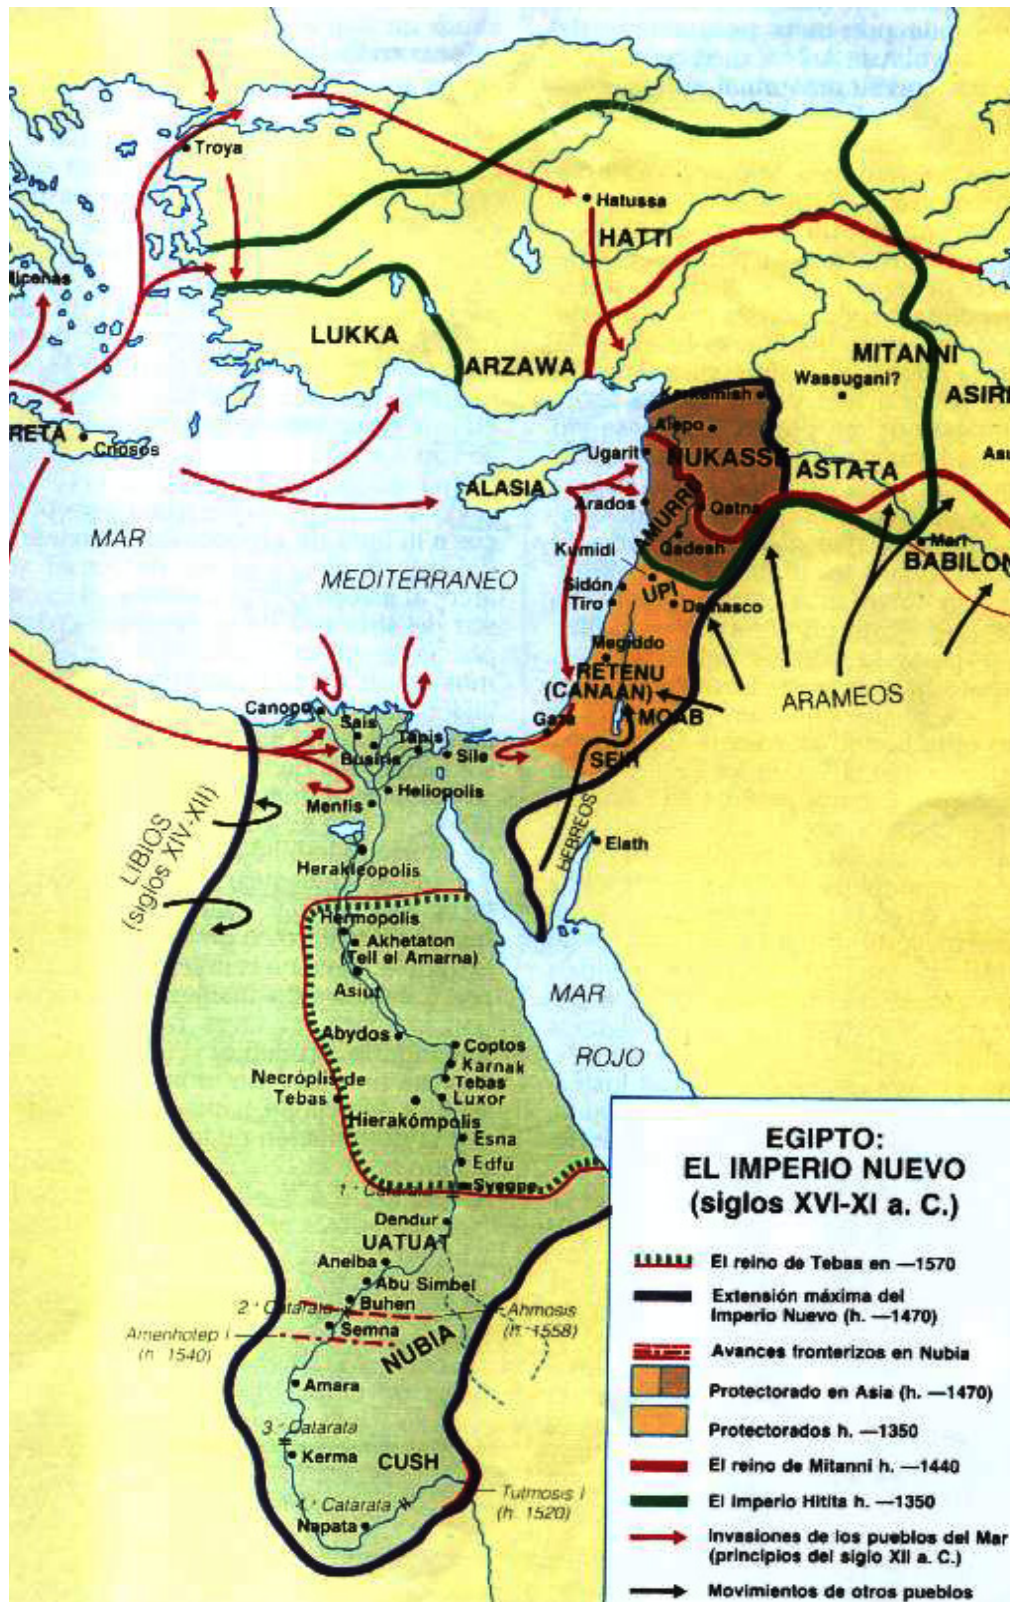 Troya
Hatussa
HATTI
LUKKA
ARZAWA
MITANNI
Wassugani?
Karkemish
Alepo
Ugarit
NUKASSE
ASTATA
Cnosos
ALASIA
Arados
AMURRU
Qatna
MAR
MEDITERRANEO
Kumidi
Qadesh
Mari
Sidón
UPI
Tiro
Damasco
Megiddo
RETENU
(CANAAN)
ARAMEOS
MOAB
Gaza
SEIR
Canopo
Sais
Tanis
Busiris
Sile
Heliopolis
Menfis
LIBIOS
(siglos XIV-XII)
HEBREOS
Elath
Herakleopolis
Hermopolis
Akhetaton
(Tell el Amarna)
Asiut
MAR
ROJO
Abydos
Coptos
Karnak
Tebas
Luxor
Necróplis de
Tebas
Hierakómpolis
Esna
Edfu
Syenne
1.ª Catarata
Dendur
UATUAT
Aneiba
Abu Simbel
Buhen
2.ª Catarata
Semna
Ahmosis
(h. 1558)
Amenhotep I
(h. 1540)
NUBIA
Amara
3.ª Catarata
Kerma
CUSH
4.ª Catarata
Napata
Tutmosis I
(h. 1520)
EGIPTO:
EL IMPERIO NUEVO
(siglos XVI-XI a. C.)
El reino de Tebas en —1570
Extensión máxima del
Imperio Nuevo (h. —1470)
Avances fronterizos en Nubia
Protectorado en Asia (h. —1470)
Protectorados h. —1350
El reino de Mitanni h. —1440
El Imperio Hitita h. —1350
Invasiones de los pueblos del Mar
(principios del siglo XII a. C.)
Movimientos de otros pueblos